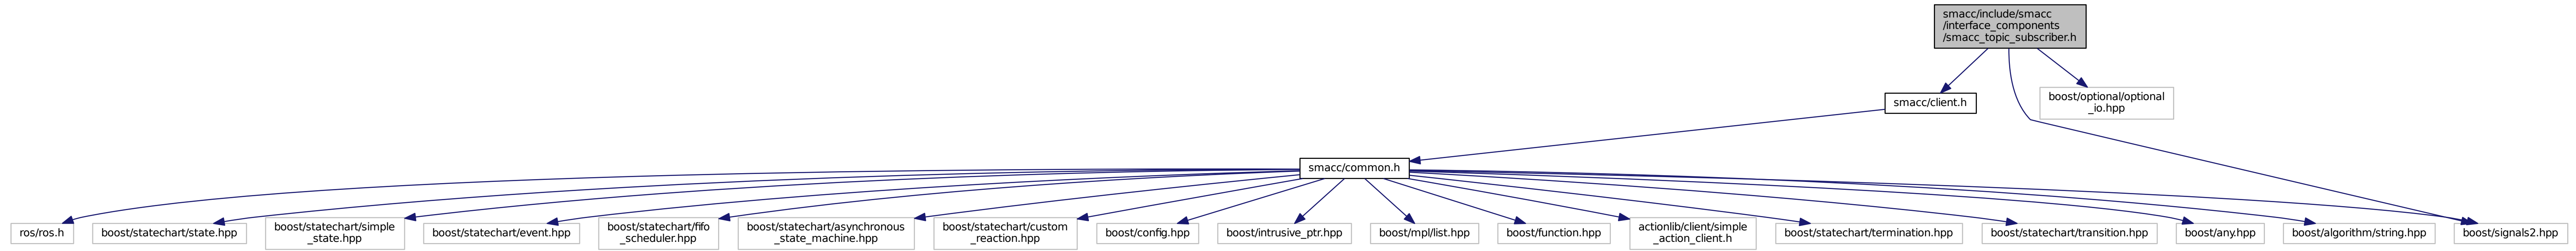 smacc/include/smacc
/interface_components
/smacc_topic_subscriber.h
smacc/client.h
boost/optional/optional
_io.hpp
smacc/common.h
ros/ros.h
boost/statechart/state.hpp
boost/statechart/simple
_state.hpp
boost/statechart/event.hpp
boost/statechart/fifo
_scheduler.hpp
boost/statechart/asynchronous
_state_machine.hpp
boost/statechart/custom
_reaction.hpp
boost/config.hpp
boost/intrusive_ptr.hpp
boost/mpl/list.hpp
boost/function.hpp
actionlib/client/simple
_action_client.h
boost/statechart/termination.hpp
boost/statechart/transition.hpp
boost/any.hpp
boost/algorithm/string.hpp
boost/signals2.hpp